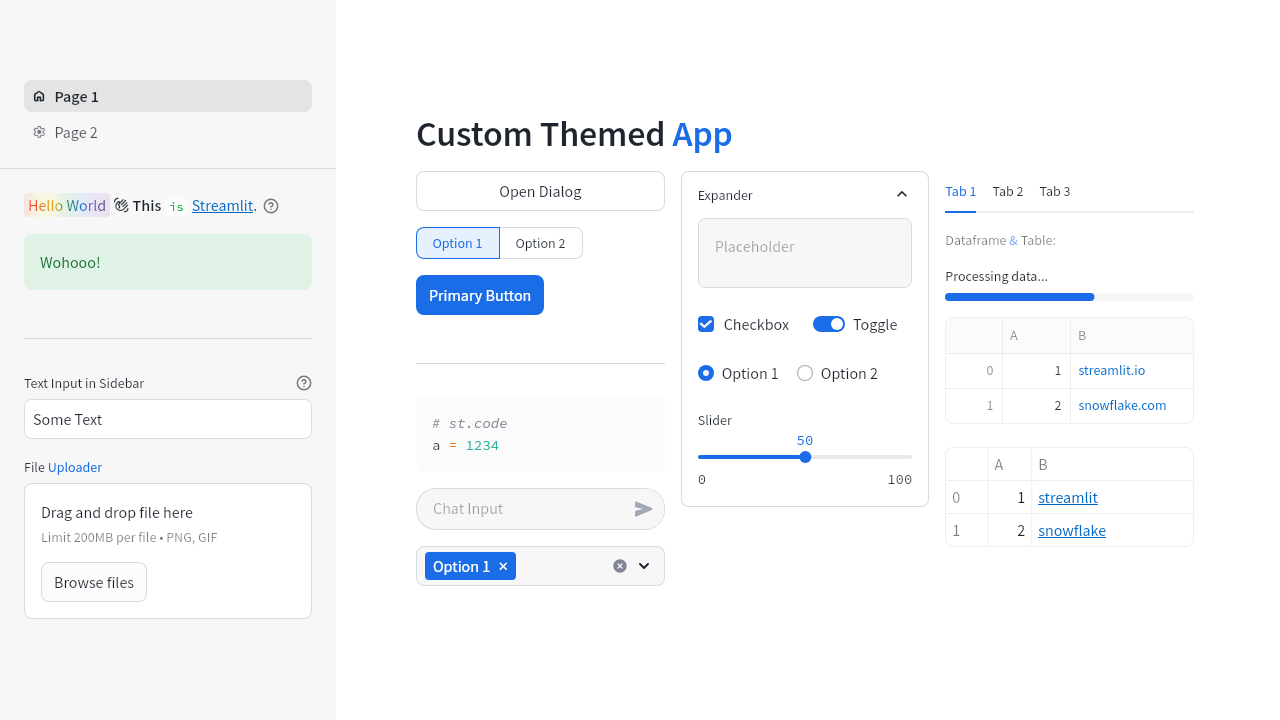 Page 1
Page 2
Hello World 👋 This is Streamlit.
Wohooo!
Text Input in Sidebar
Some Text
File Uploader
Drag and drop file here
Limit 200MB per file • PNG, GIF
Browse files
Custom Themed App
Open Dialog
Option 1 Option 2
Primary Button
# st.code
a = 1234
Chat Input
Option 1
Expander
Placeholder
Checkbox Toggle
Option 1 Option 2
Slider
50
0 100
Tab 1 Tab 2 Tab 3
Dataframe & Table:
Processing data...
A B
0 1 streamlit.io
1 2 snowflake.com
A B
0 1 streamlit
1 2 snowflake